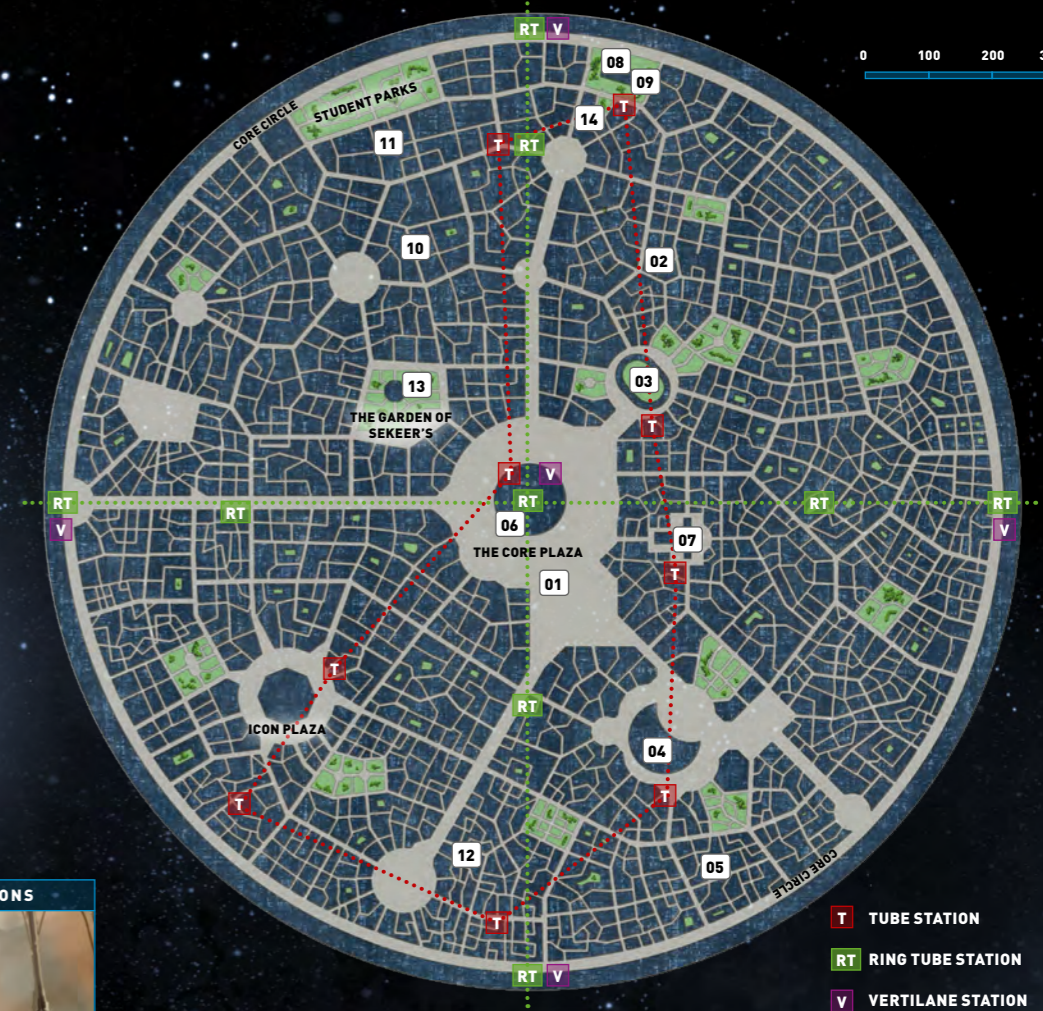 RT V
0 100 200 3
08
09
STUDENT PARKS
T
CORE CIRCLE
14
11
T RT
10
02
13
03
THE GARDEN OF
SEKEER'S
T
T V
RT RT RT RT RT
V 06 V
07
THE CORE PLAZA
T
01
T
RT
ICON PLAZA
04
T T
12
05
CORE CIRCLE
ONS
T
T TUBE STATION
RT RING TUBE STATION
RT V
V VERTILANE STATION